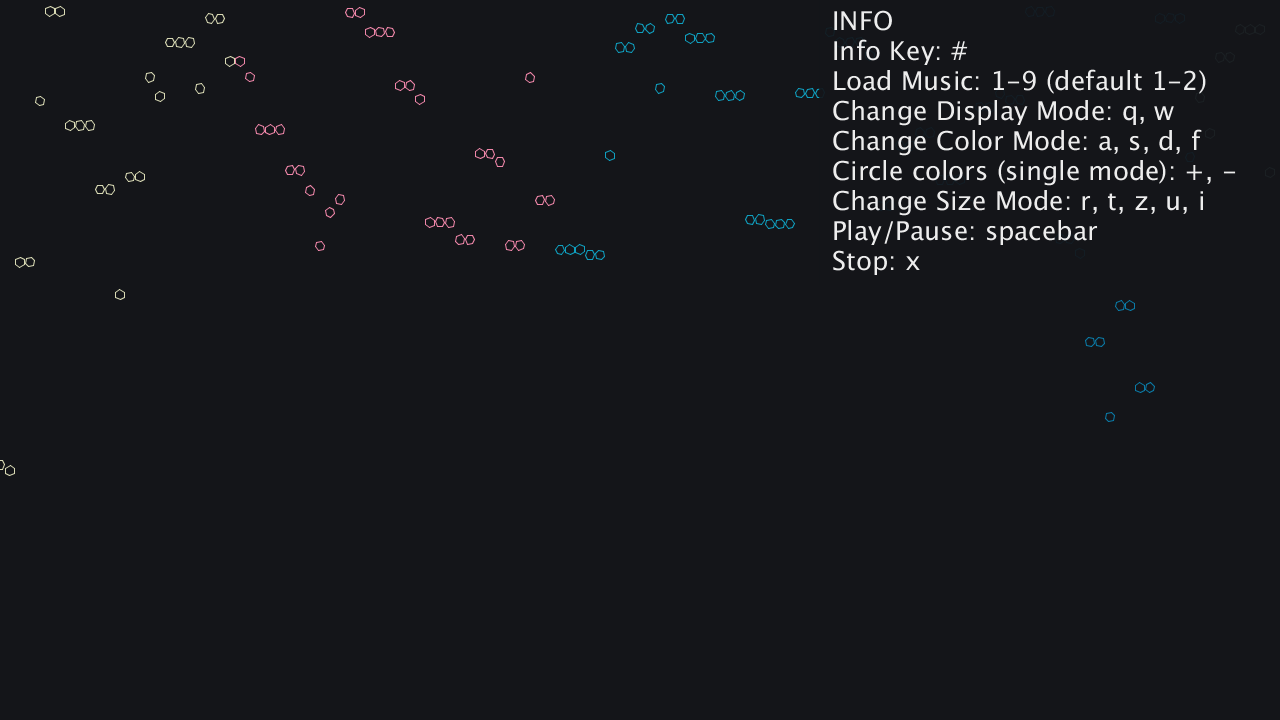 INFO
Info Key: #
Load Music: 1-9 (default 1-2)
Change Display Mode: q, w
Change Color Mode: a, s, d, f
Circle colors (single mode): +, -
Change Size Mode: r, t, z, u, i
Play/Pause: spacebar
Stop: x